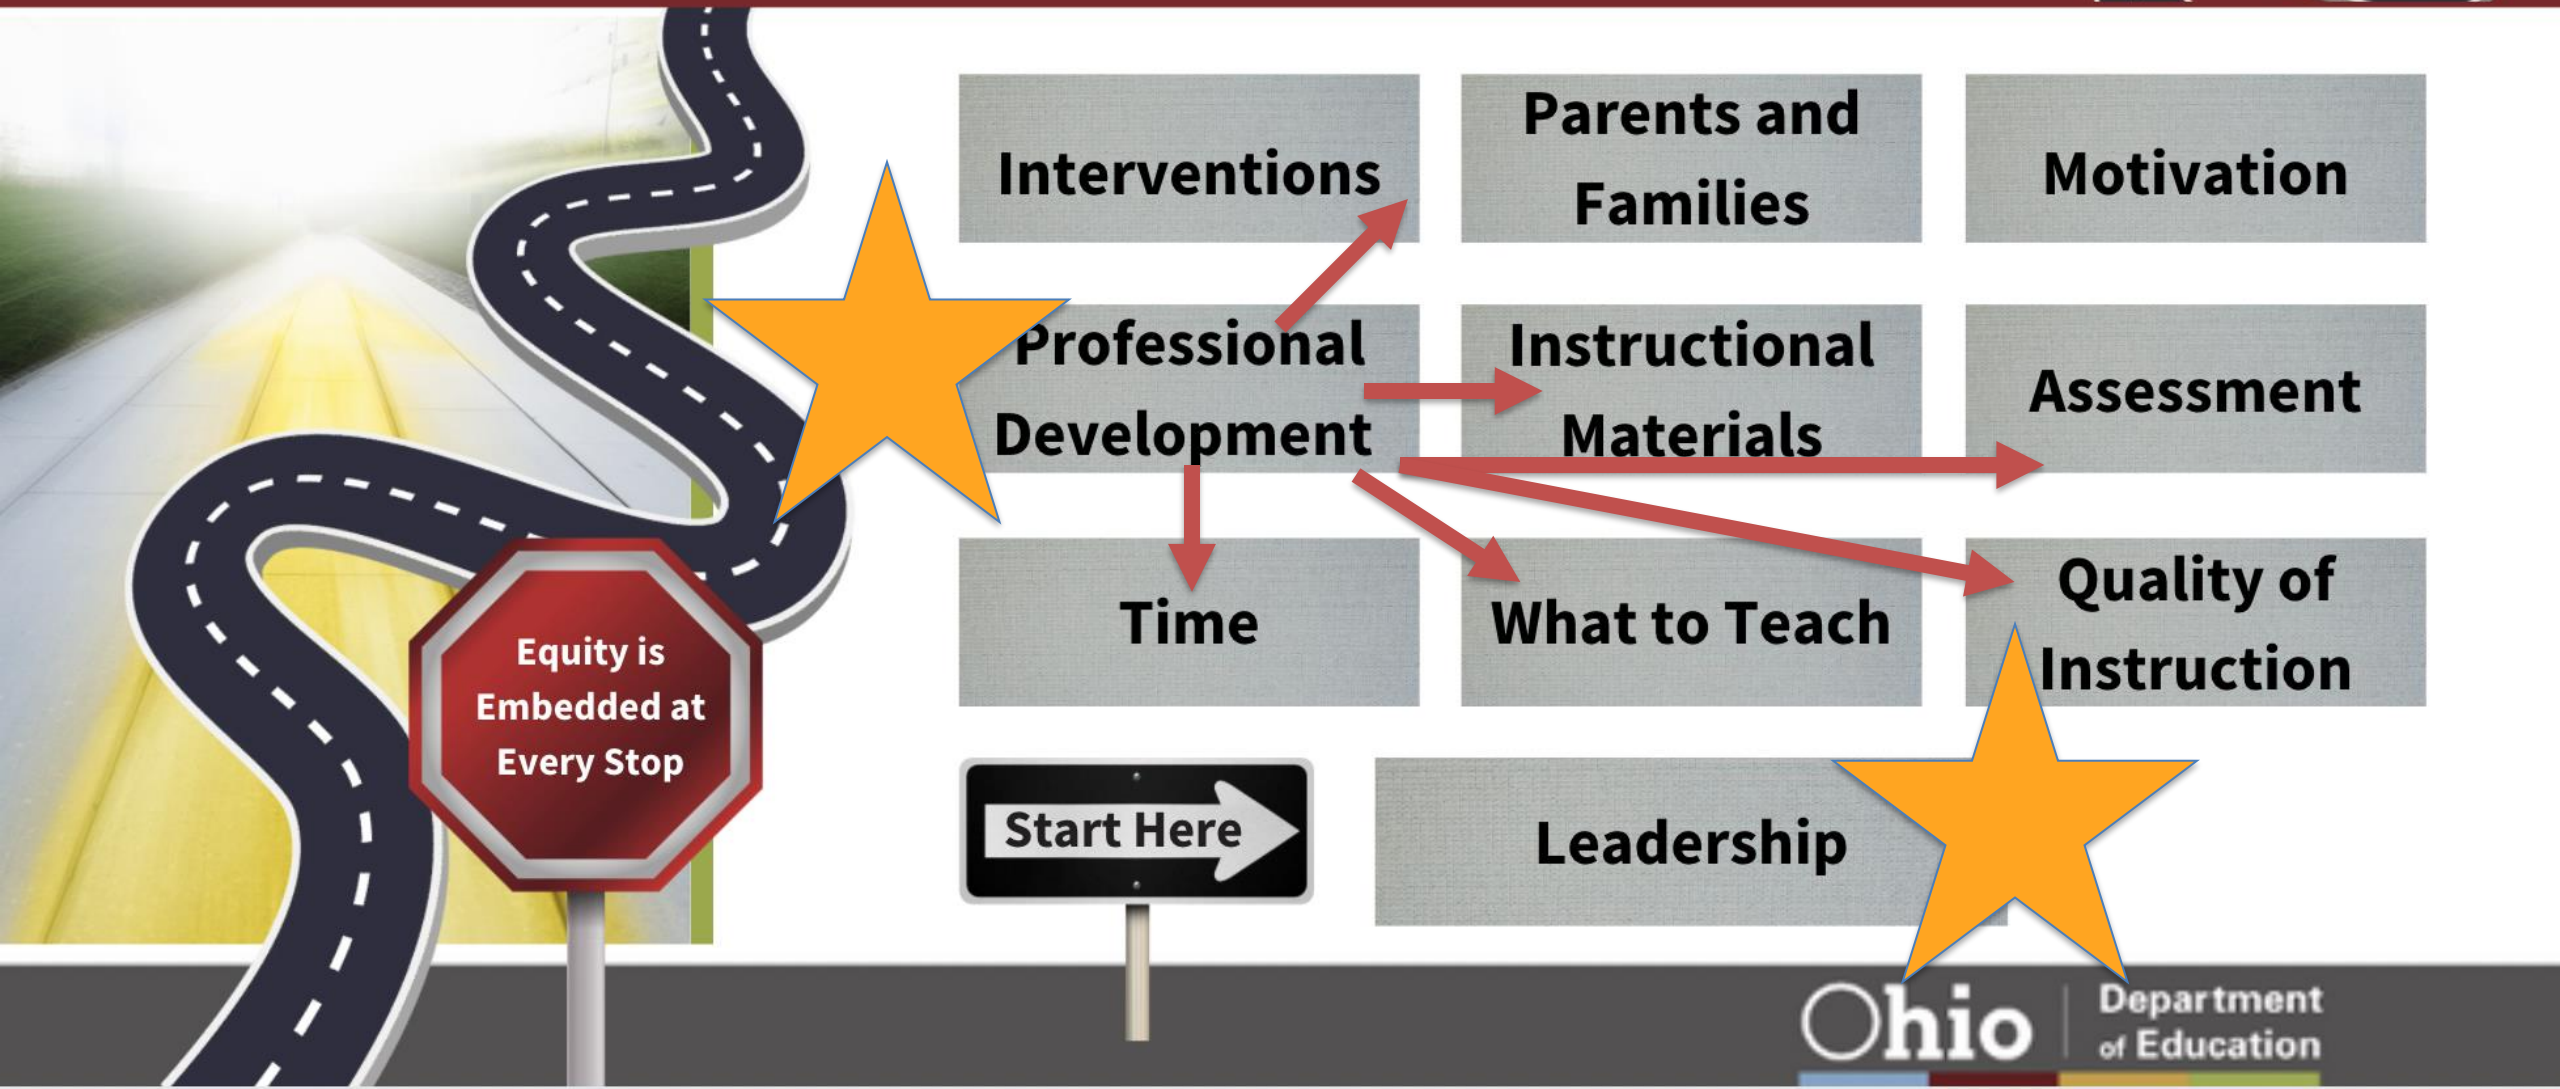 Interventions
Parents and
Families
Motivation
Professional
Development
Instructional
Materials
Assessment
Time
What to Teach
Quality of
Instruction
Equity is
Embedded at
Every Stop
Start Here
Leadership
Ohio
Department
of Education